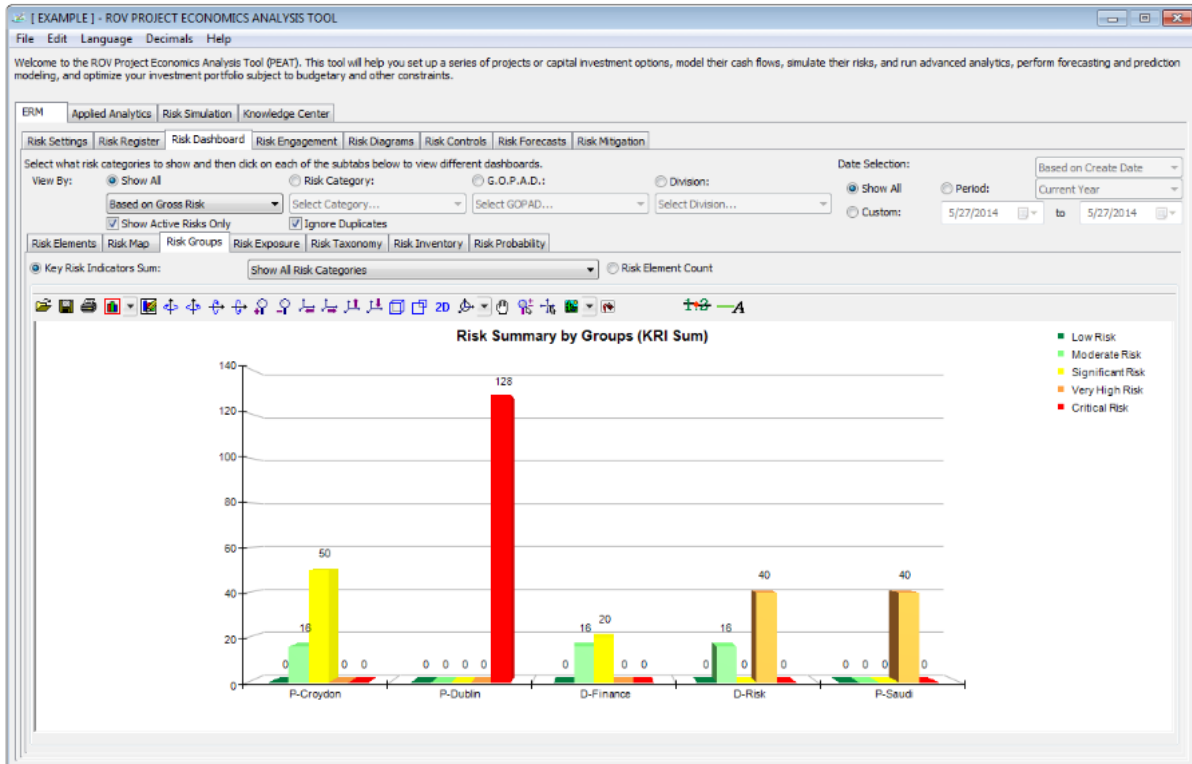 [ EXAMPLE ] - ROV PROJECT ECONOMICS ANALYSIS TOOL
File Edit Language Decimals Help
Welcome to the ROV Project Economics Analysis Tool (PEAT). This tool will help you set up a series of projects or capital investment options, model their cash flows, simulate their risks, and run advanced analytics, perform forecasting and prediction
modeling, and optimize your investment portfolio subject to budgetary and other constraints.
ERM Applied Analytics Risk Simulation Knowledge Center
Risk Settings Risk Register Risk Dashboard Risk Engagement Risk Diagrams Risk Controls Risk Forecasts Risk Mitigation
Select what risk categories to show and then click on each of the subtabs below to view different dashboards. Date Selection: Based on Create Date
View By: Show All Risk Category: G.O.P.A.D.: Division: Show All Period: Current Year
Based on Gross Risk Select Category... Select GOPAD... Select Division... Custom: 5/27/2014 to 5/27/2014
Show Active Risks Only Ignore Duplicates
Risk Elements Risk Map Risk Groups Risk Exposure Risk Taxonomy Risk Inventory Risk Probability
Key Risk Indicators Sum: Show All Risk Categories Risk Element Count
2D A
Risk Summary by Groups (KRI Sum)
Low Risk
Moderate Risk
Significant Risk
Very High Risk
Critical Risk
140
128
120
100
80
60
50
40 40 40
20
16 16 20 16
0 0 0 0 0 0 0 0 0 0 0 0 0 0 0 0 0
0
P-Croydon P-Dublin D-Finance D-Risk P-Saudi